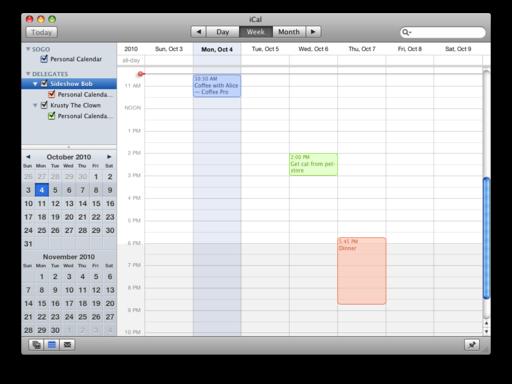 iCal
Today
Day
Week
Month
SOGO
Personal Calendar
DELEGATES
Sideshow Bob
Personal Calenda...
Krusty The Clown
Personal Calenda...
2010
Sun, Oct 3
Mon, Oct 4
Tue, Oct 5
Wed, Oct 6
Thu, Oct 7
Fri, Oct 8
Sat, Oct 9
all-day
11 AM
NOON
1 PM
2 PM
3 PM
4 PM
5 PM
6 PM
7 PM
8 PM
9 PM
10 PM
10:30 AM
Coffee with Alice
— Coffee Pro
2:00 PM
Get cat from pet-
store
5:45 PM
Dinner
October 2010
Sun Mon Tue Wed Thu Fri Sat
26 27 28 29 30 1 2
3 4 5 6 7 8 9
10 11 12 13 14 15 16
17 18 19 20 21 22 23
24 25 26 27 28 29 30
31
November 2010
Sun Mon Tue Wed Thu Fri Sat
1 2 3 4 5 6
7 8 9 10 11 12 13
14 15 16 17 18 19 20
21 22 23 24 25 26 27
28 29 30 1 2 3 4